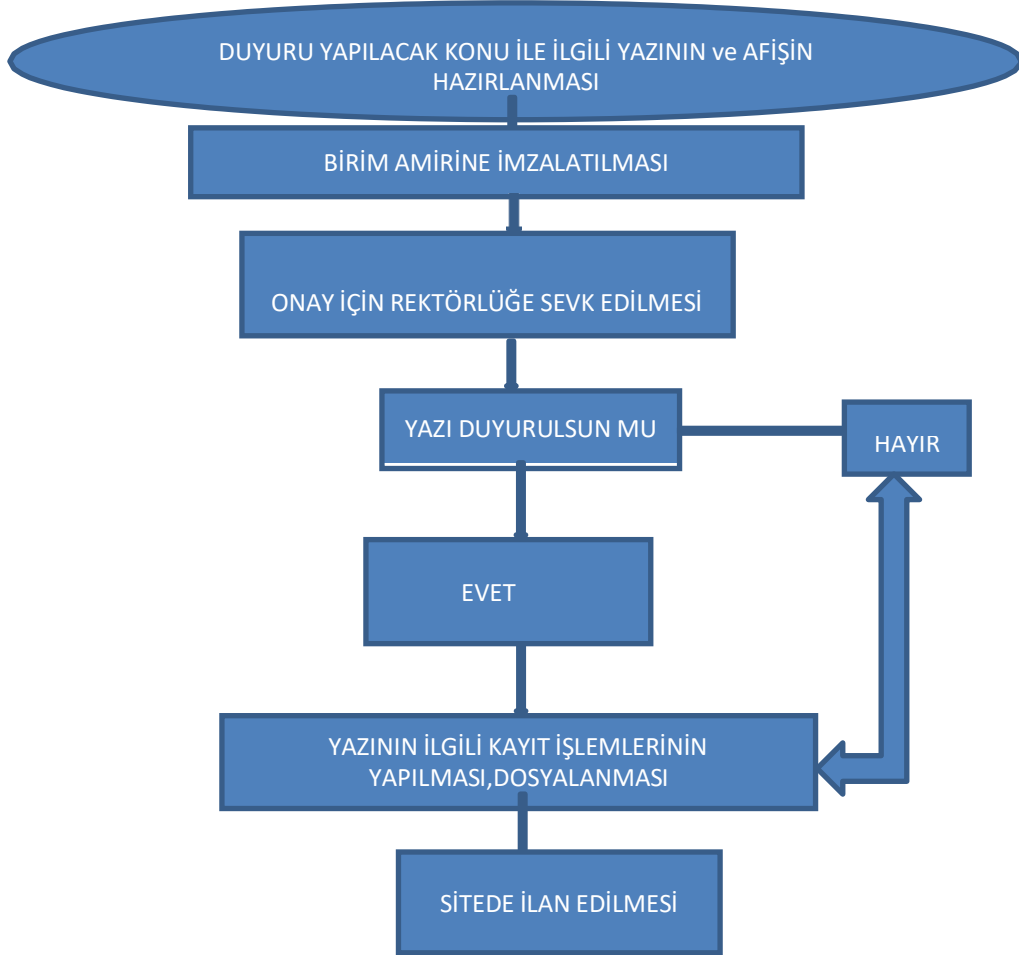 DUYURU YAPILACAK KONU İLE İLGİLİ YAZININ ve AFİŞİN
HAZIRLANMASI
BİRİM AMİRİNE İMZALATILMASI
ONAY İÇİN REKTÖRLÜĞE SEVK EDİLMESİ
YAZI DUYURULSUN MU
HAYIR
EVET
YAZININ İLGİLİ KAYIT İŞLEMLERİNİN
YAPILMASI,DOSYALANMASI
SİTEDE İLAN EDİLMESİ